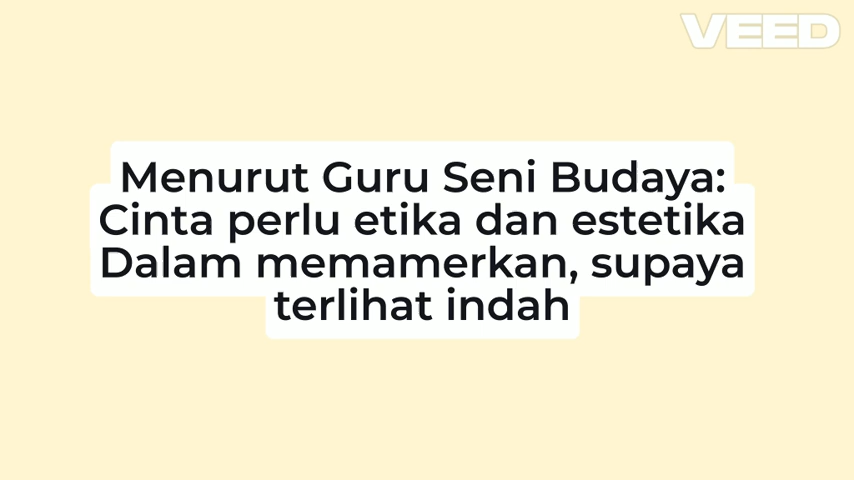 VEED
Menurut Guru Seni Budaya:
Cinta perlu etika dan estetika
Dalam memamerkan, supaya
terlihat indah